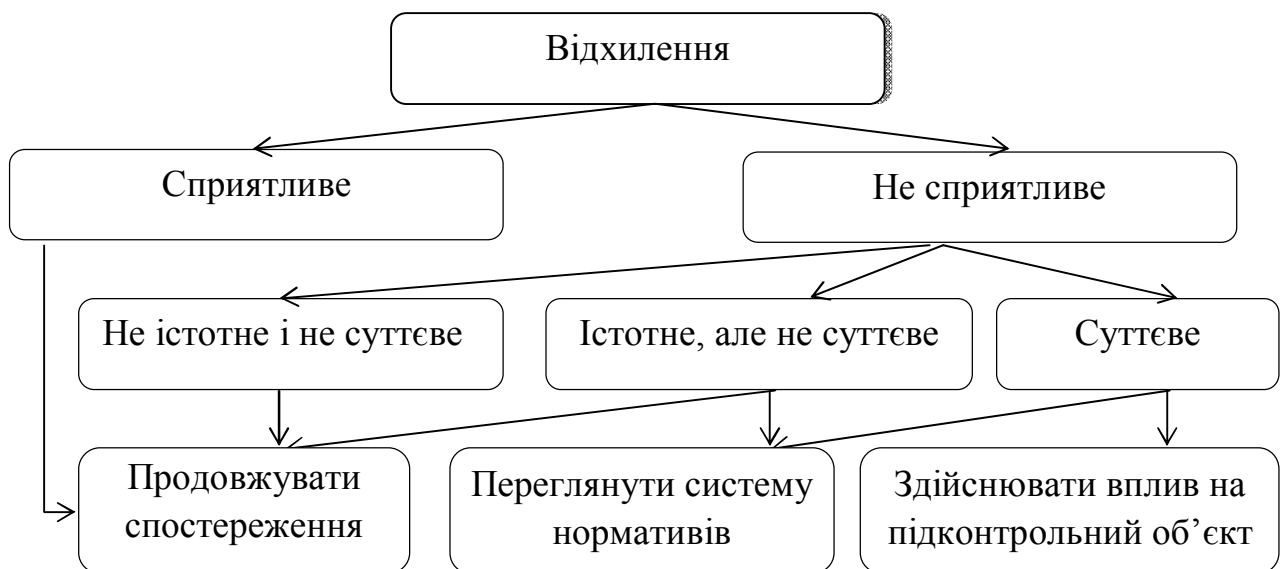 Відхилення
Сприятливе
Не сприятливе
Не істотне і не суттєве
Істотне, але не суттєве
Суттєве
Продовжувати
спостереження
Переглянути систему
нормативів
Здійснювати вплив на
підконтрольний об’єкт